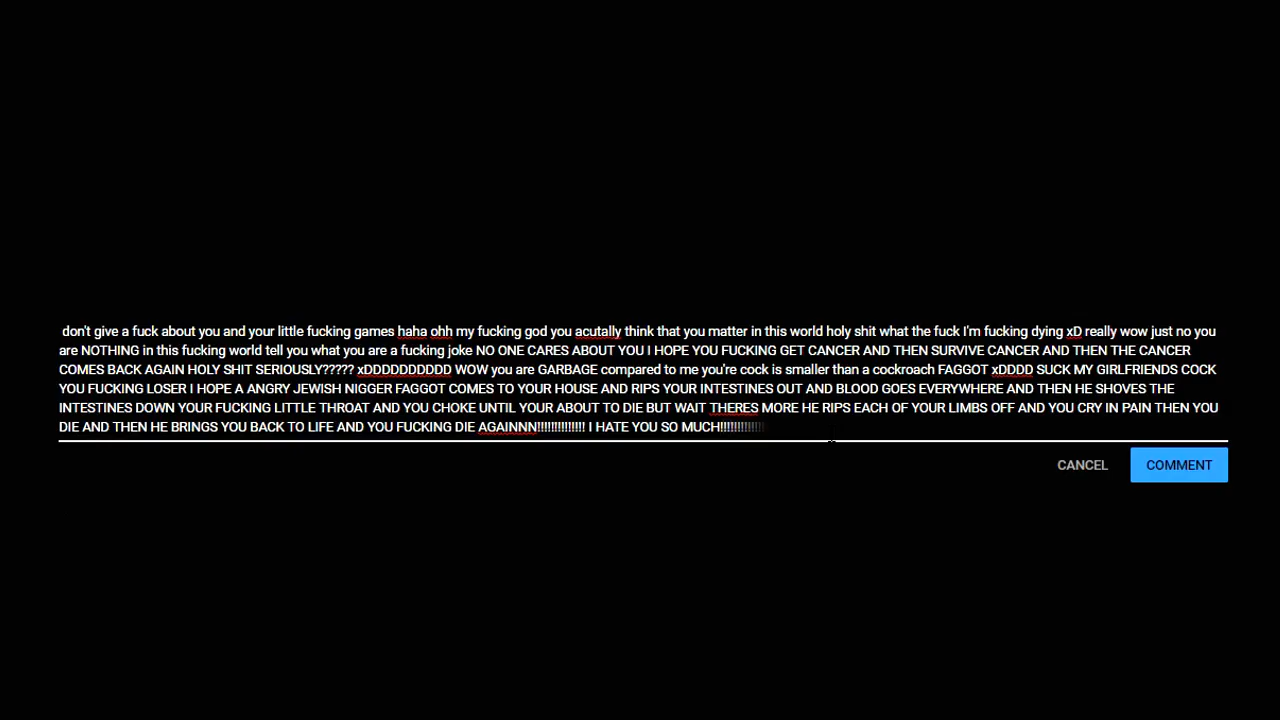 don't give a fuck about you and your little fucking games haha ohh my fucking god you acutally think that you matter in this world holy shit what the fuck I'm fucking dying xD really wow just no you
are NOTHING in this fucking world tell you what you are a fucking joke NO ONE CARES ABOUT YOU I HOPE YOU FUCKING GET CANCER AND THEN SURVIVE CANCER AND THEN THE CANCER
COMES BACK AGAIN HOLY SHIT SERIOUSLY????? xDDDDDDDDDD WOW you are GARBAGE compared to me you're cock is smaller than a cockroach FAGGOT xDDDD SUCK MY GIRLFRIENDS COCK
YOU FUCKING LOSER I HOPE A ANGRY JEWISH NIGGER FAGGOT COMES TO YOUR HOUSE AND RIPS YOUR INTESTINES OUT AND BLOOD GOES EVERYWHERE AND THEN HE SHOVES THE
INTESTINES DOWN YOUR FUCKING LITTLE THROAT AND YOU CHOKE UNTIL YOUR ABOUT TO DIE BUT WAIT THERES MORE HE RIPS EACH OF YOUR LIMBS OFF AND YOU CRY IN PAIN THEN YOU
DIE AND THEN HE BRINGS YOU BACK TO LIFE AND YOU FUCKING DIE AGAINNN!!!!!!!!!!!!!! I HATE YOU SO MUCH!!!!!!!!!!!!!
CANCEL COMMENT